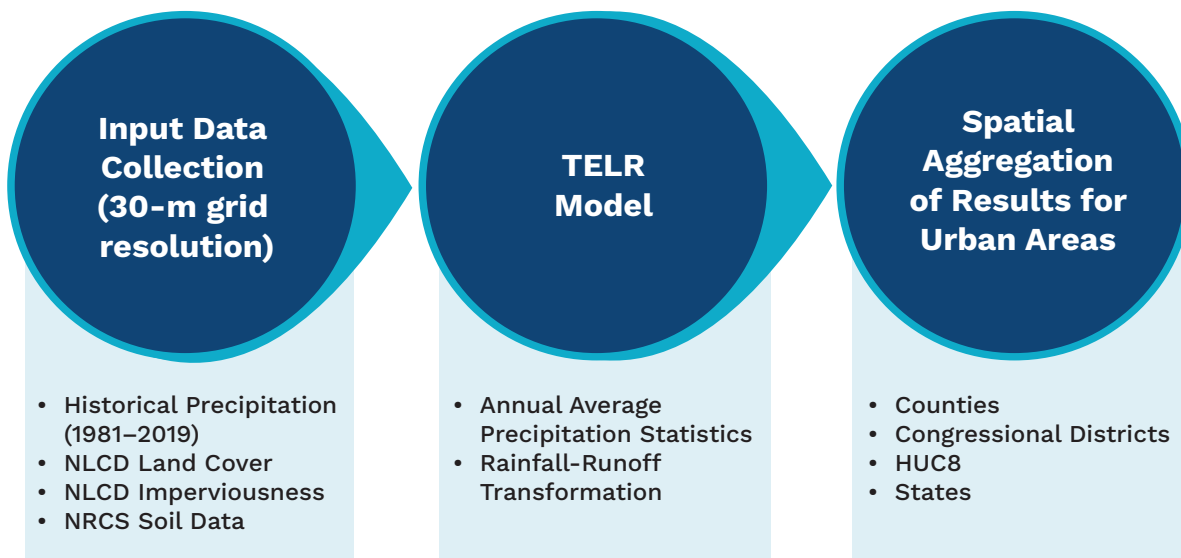 Input Data
Collection
(30-m grid
resolution)
• Historical Precipitation
(1981–2019)
• NLCD Land Cover
• NLCD Imperviousness
• NRCS Soil Data
TELR
Model
• Annual Average
Precipitation Statistics
• Rainfall-Runoff
Transformation
Spatial
Aggregation
of Results for
Urban Areas
• Counties
• Congressional Districts
• HUC8
• States